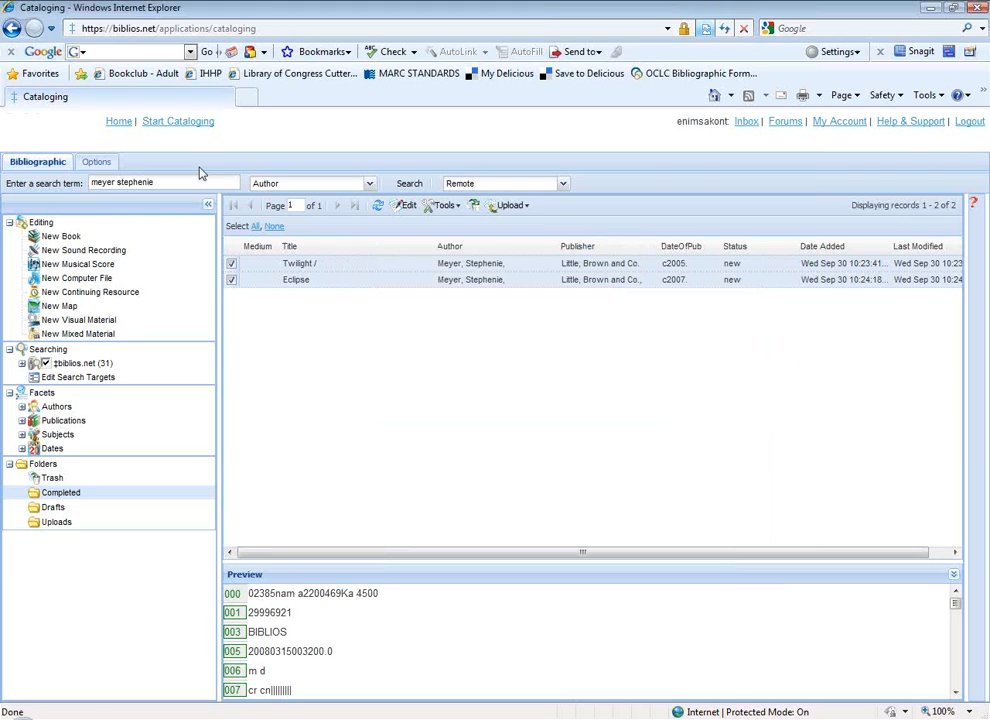 Cataloging - Windows Internet Explorer
https://biblios.net/applications/cataloging
Google
Google G Go Bookmarks Check AutoLink AutoFill Send to Settings Snagit
Favorites Bookclub - Adult IHHP Library of Congress Cutter... MARC STANDARDS My Delicious Save to Delicious OCLC Bibliographic Form...
Cataloging Page Safety Tools
Home | Start Cataloging enimsakont: Inbox | Forums | My Account | Help & Support | Logout
Bibliographic Options
Enter a search term: meyer stephenie Author Search Remote
Page 1 of 1 Edit Tools Upload Displaying records 1 - 2 of 2
Select All, None
Medium Title Author Publisher DateOfPub Status Date Added Last Modified
Twilight / Meyer, Stephenie, Little, Brown and Co. c2005. new Wed Sep 30 10:23:41... Wed Sep 30 10:23
Eclipse Meyer, Stephenie, Little, Brown and Co., c2007. new Wed Sep 30 10:24:18... Wed Sep 30 10:24
Editing
New Book
New Sound Recording
New Musical Score
New Computer File
New Continuing Resource
New Map
New Visual Material
New Mixed Material
Searching
‡biblios.net (31)
Edit Search Targets
Facets
Authors
Publications
Subjects
Dates
Folders
Trash
Completed
Drafts
Uploads
Preview
000 02385nam a2200469Ka 4500
001 29996921
003 BIBLIOS
005 20080315003200.0
006 m d
007 cr cn|||||||||
Done Internet | Protected Mode: On 100%